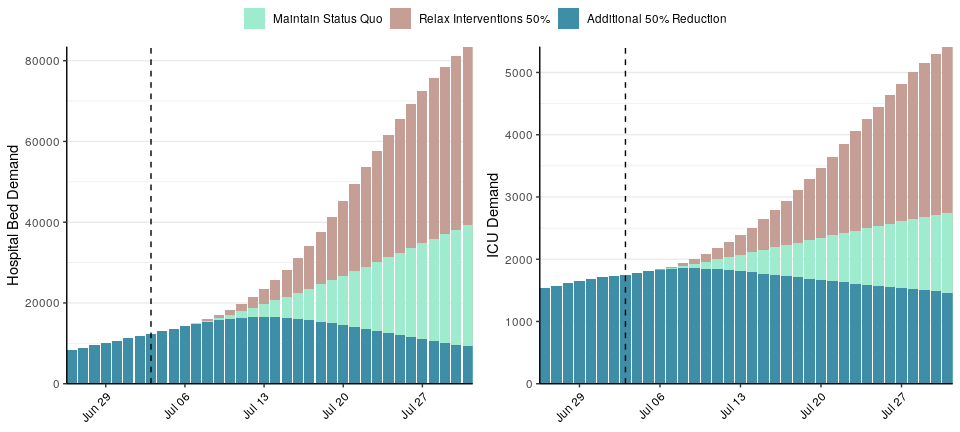 Maintain Status Quo Relax Interventions 50% Additional 50% Reduction
Hospital Bed Demand
80000
60000
40000
20000
0
Jun 29 Jul 06 Jul 13 Jul 20 Jul 27
ICU Demand
5000
4000
3000
2000
1000
0
Jun 29 Jul 06 Jul 13 Jul 20 Jul 27